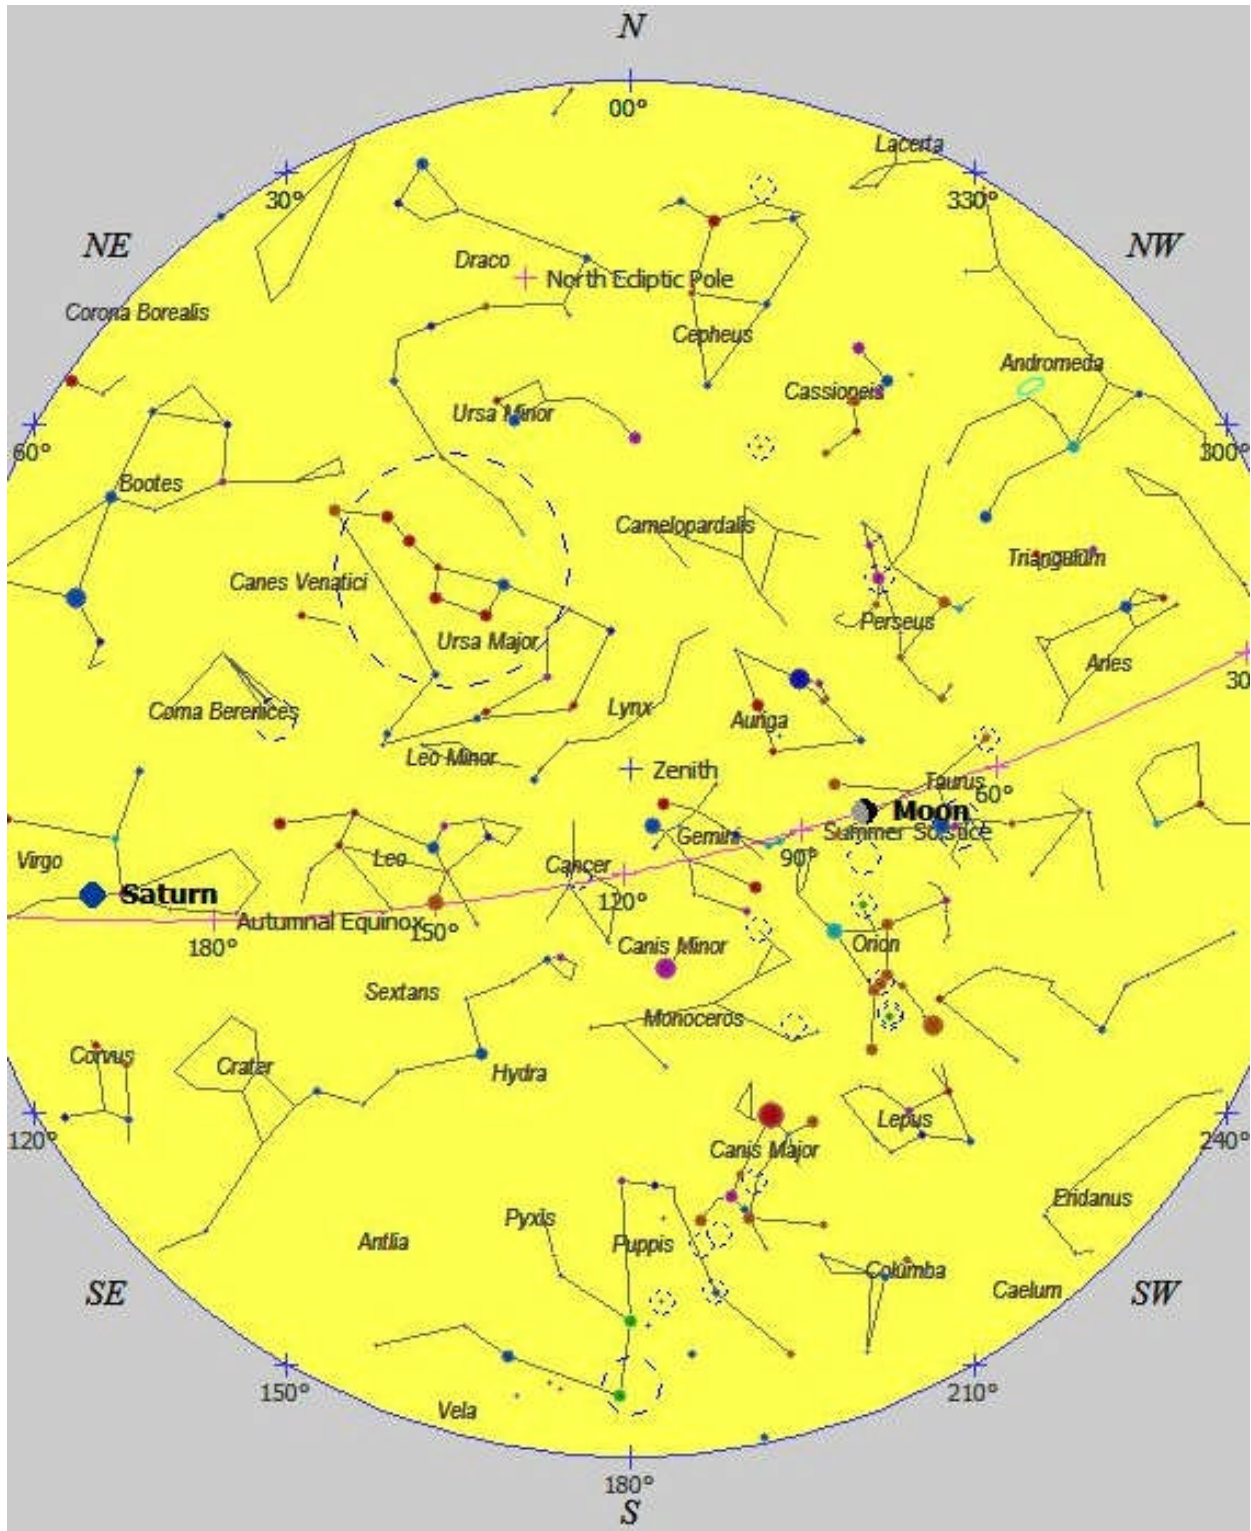 N
00°
Lacerta
30°
330°
NE
NW
Draco
North Ecliptic Pole
Corona Borealis
Cepheus
Andromeda
Cassiopeia
Ursa Minor
60°
300°
Bootes
Camelopardalis
Triangulum
Canes Venatici
Perseus
Ursa Major
Aries
30
Coma Berenices
Lynx
Auriga
Leo Minor
Zenith
Taurus
60°
Moon
Gemini
Summer Solstice
Virgo
Leo
Cancer
90°
Saturn
120°
Autumnal Equinox
150°
180°
Canis Minor
Orion
Sextans
Monoceros
Corvus
Crater
Hydra
Lepus
120°
240°
Canis Major
Eridanus
Pyxis
Antlia
Puppis
Columba
SE
Caelum
SW
150°
210°
Vela
180°
S